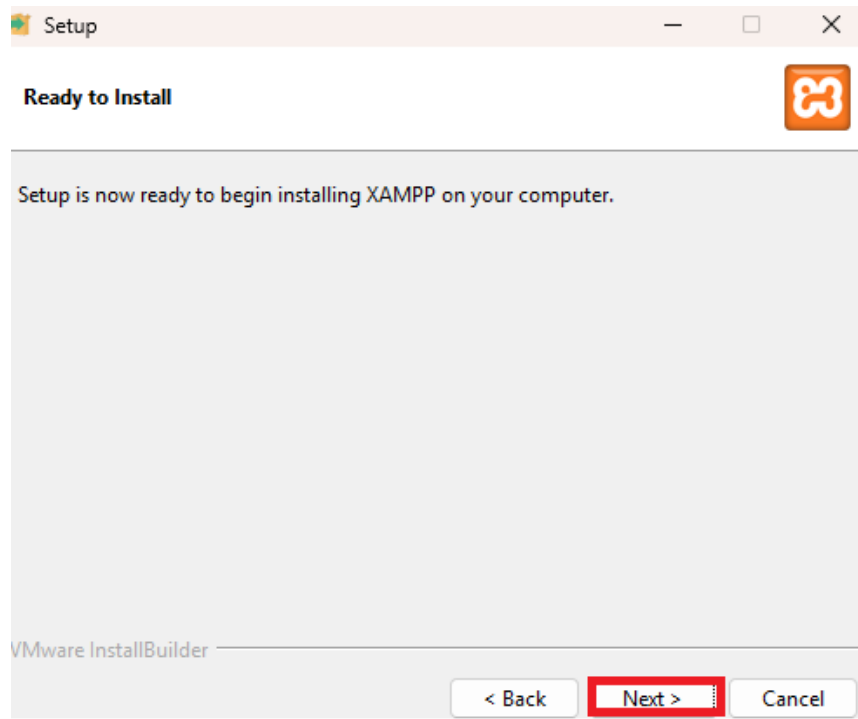 Setup
Ready to Install
Setup is now ready to begin installing XAMPP on your computer.
VMware InstallBuilder
< Back Next > Cancel